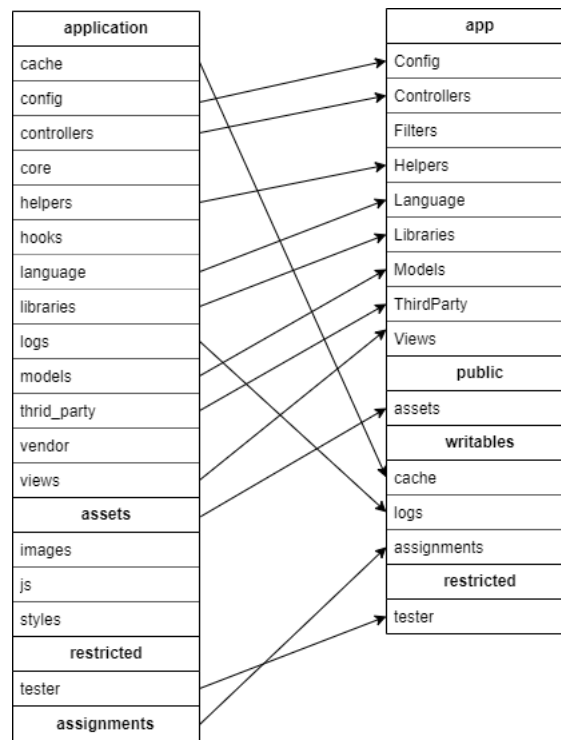 application
cache
config
controllers
core
helpers
hooks
language
libraries
logs
models
thrid_party
vendor
views
assets
images
js
styles
restricted
tester
assignments
app
Config
Controllers
Filters
Helpers
Language
Libraries
Models
ThirdParty
Views
public
assets
writables
cache
logs
assignments
restricted
tester